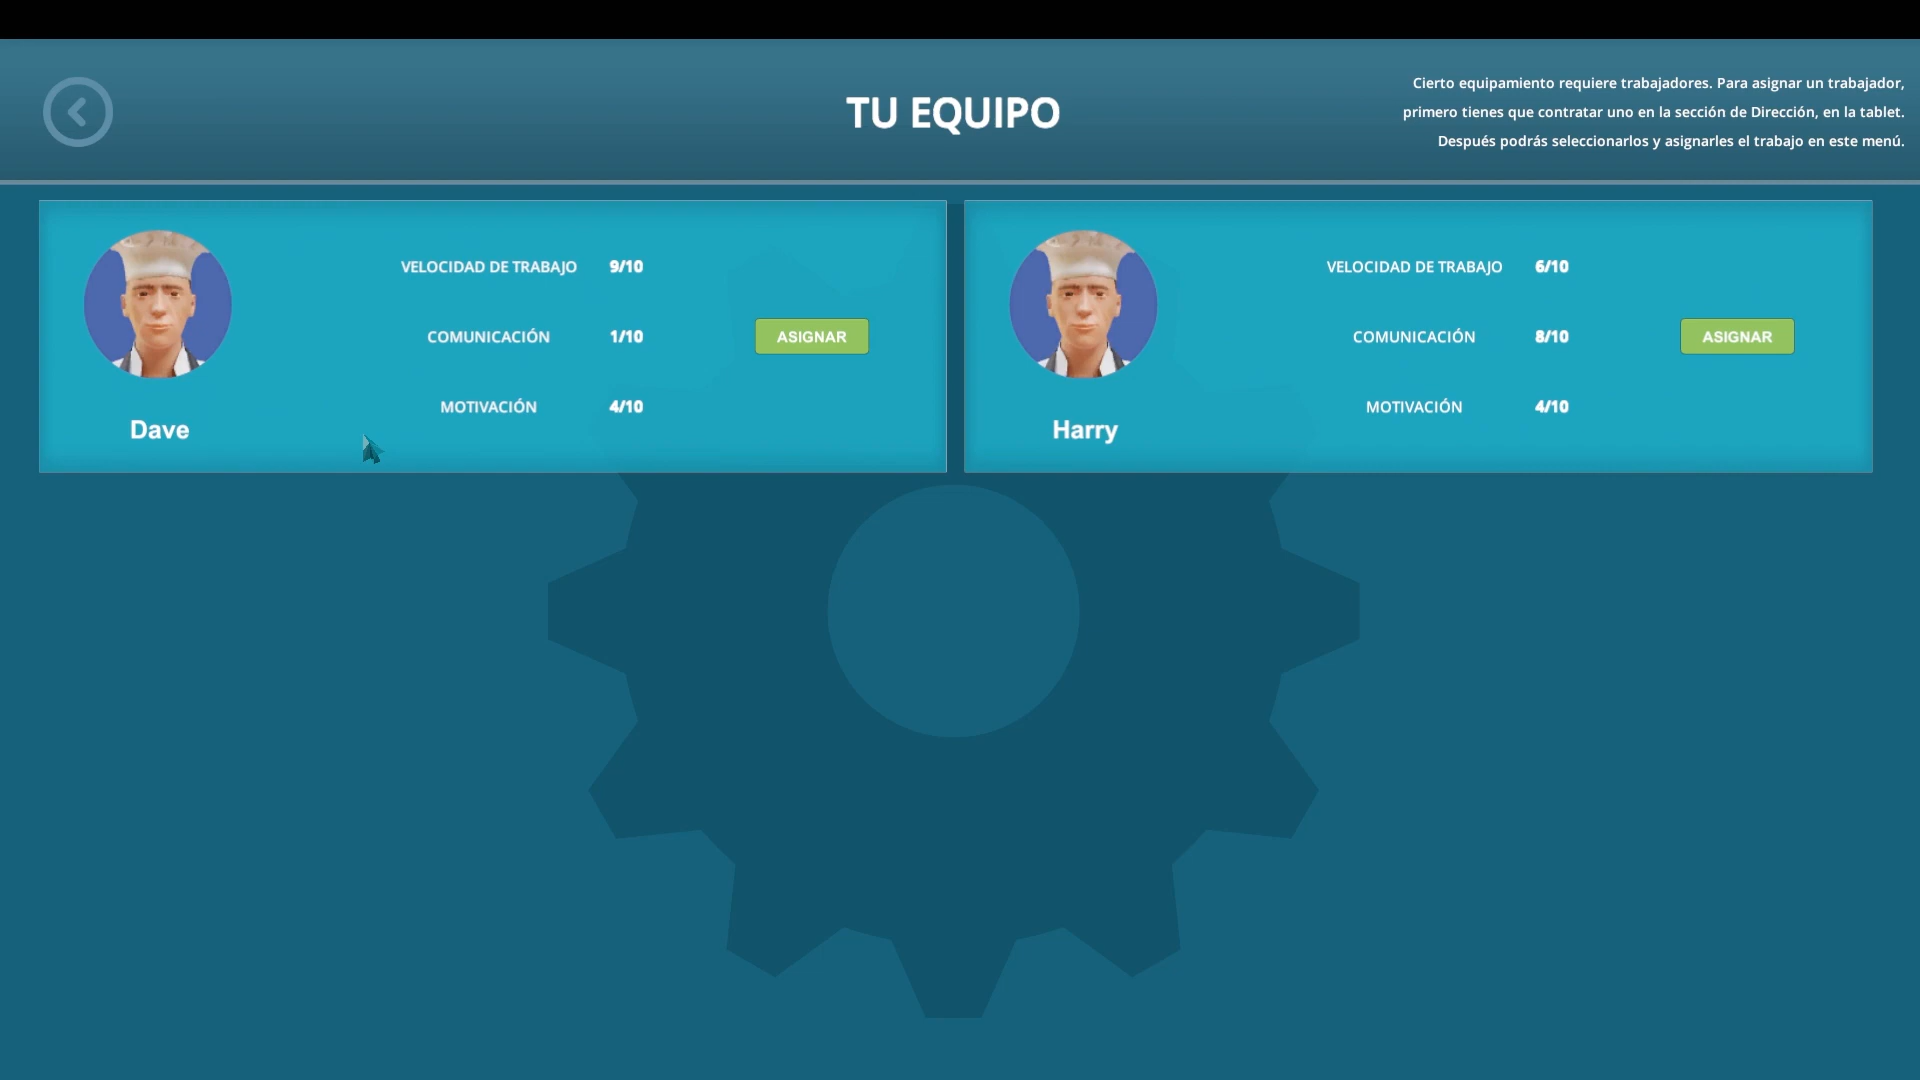 TU EQUIPO
Cierto equipamiento requiere trabajadores. Para asignar un trabajador,
primero tienes que contratar uno en la sección de Dirección, en la tablet.
Después podrás seleccionarlos y asignarles el trabajo en este menú.
VELOCIDAD DE TRABAJO 9/10
COMUNICACIÓN 1/10
ASIGNAR
MOTIVACIÓN 4/10
Dave
VELOCIDAD DE TRABAJO 6/10
COMUNICACIÓN 8/10
ASIGNAR
MOTIVACIÓN 4/10
Harry